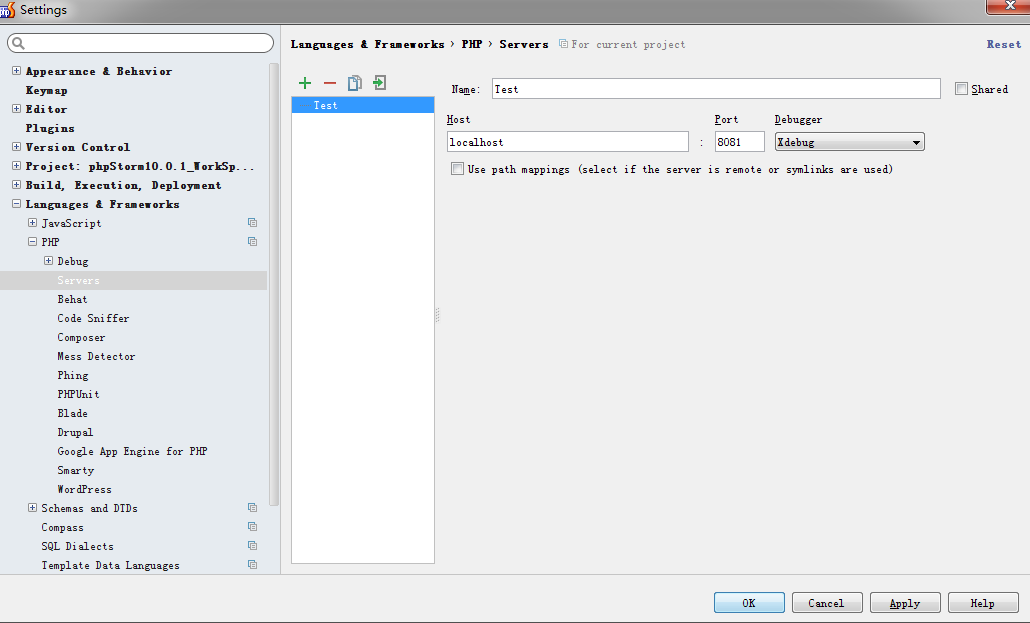 Settings
Languages & Frameworks › PHP › Servers For current project Reset
Appearance & Behavior
Keymap
Editor
Plugins
Version Control
Project: phpStorm10.0.1_WorkSp...
Build, Execution, Deployment
Languages & Frameworks
JavaScript
PHP
Debug
Servers
Behat
Code Sniffer
Composer
Mess Detector
Phing
PHPUnit
Blade
Drupal
Google App Engine for PHP
Smarty
WordPress
Schemas and DTDs
Compass
SQL Dialects
Template Data Languages
Test
Name: Test Shared
Host Port Debugger
localhost : 8081 Xdebug
Use path mappings (select if the server is remote or symlinks are used)
OK Cancel Apply Help